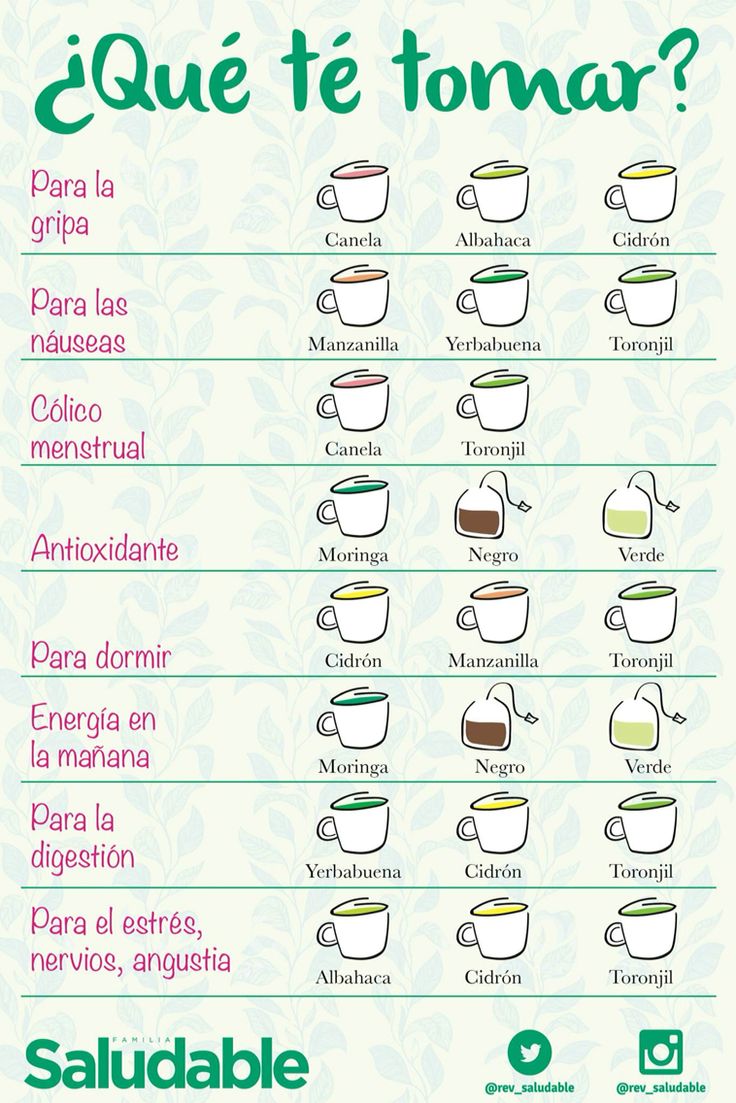 ¿Qué té tomar?
Para la
gripa
Canela Albahaca Cidrón
Para las
náuseas
Manzanilla Yerbabuena Toronjil
Cólico
menstrual
Canela Toronjil
Antioxidante
Moringa Negro Verde
Para dormir
Cidrón Manzanilla Toronjil
Energía en
la mañana
Moringa Negro Verde
Para la
digestión
Yerbabuena Cidrón Toronjil
Para el estrés,
nervios, angustia
Albahaca Cidrón Toronjil
FAMILIA
Saludable
@rev_saludable @rev_saludable